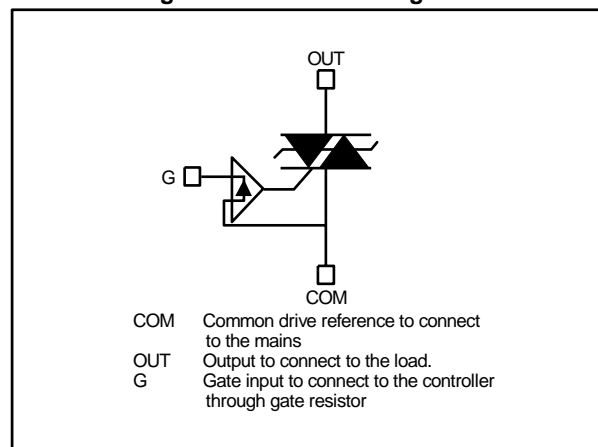 OUT
G
COM
COM Common drive reference to connect
to the mains
OUT Output to connect to the load.
G Gate input to connect to the controller
through gate resistor